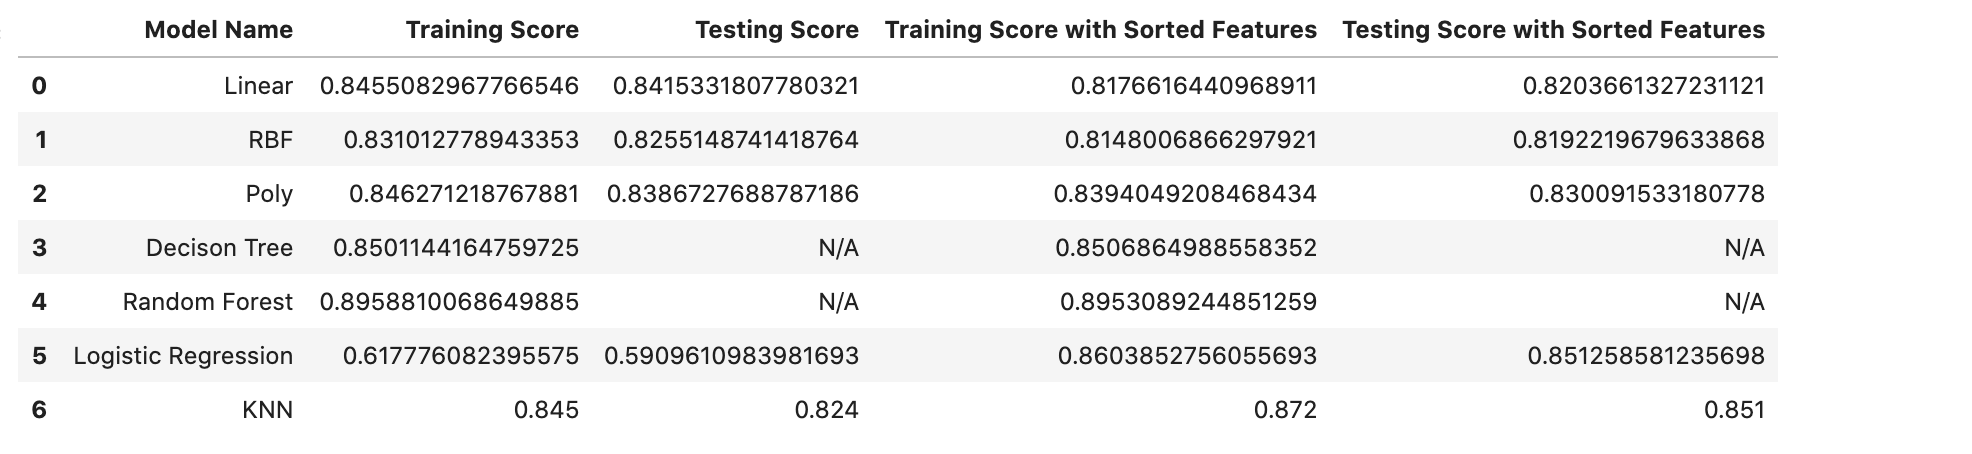 Model Name Training Score Testing Score Training Score with Sorted Features Testing Score with Sorted Features
0 Linear 0.8455082967766546 0.8415331807780321 0.8176616440968911 0.8203661327231121
1 RBF 0.831012778943353 0.8255148741418764 0.8148006866297921 0.8192219679633868
2 Poly 0.846271218767881 0.8386727688787186 0.8394049208468434 0.830091533180778
3 Decison Tree 0.8501144164759725 N/A 0.8506864988558352 N/A
4 Random Forest 0.8958810068649885 N/A 0.8953089244851259 N/A
5 Logistic Regression 0.617776082395575 0.5909610983981693 0.8603852756055693 0.851258581235698
6 KNN 0.845 0.824 0.872 0.851